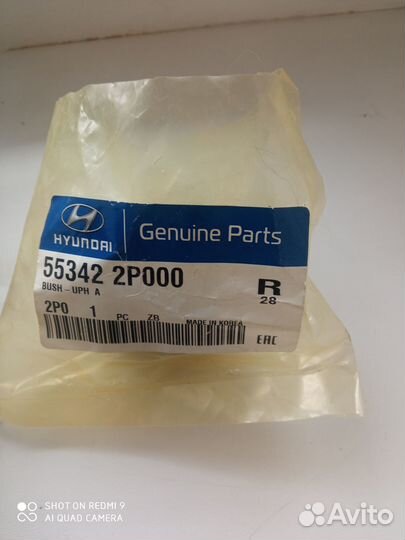 HYUNDAI
Genuine Parts
55342 2P000
BUSH-UPH A
R
28
2P0 1 PC ZB
MADE IN KOREA
EAC
SHOT ON REDMI 9
AI QUAD CAMERA
Avito